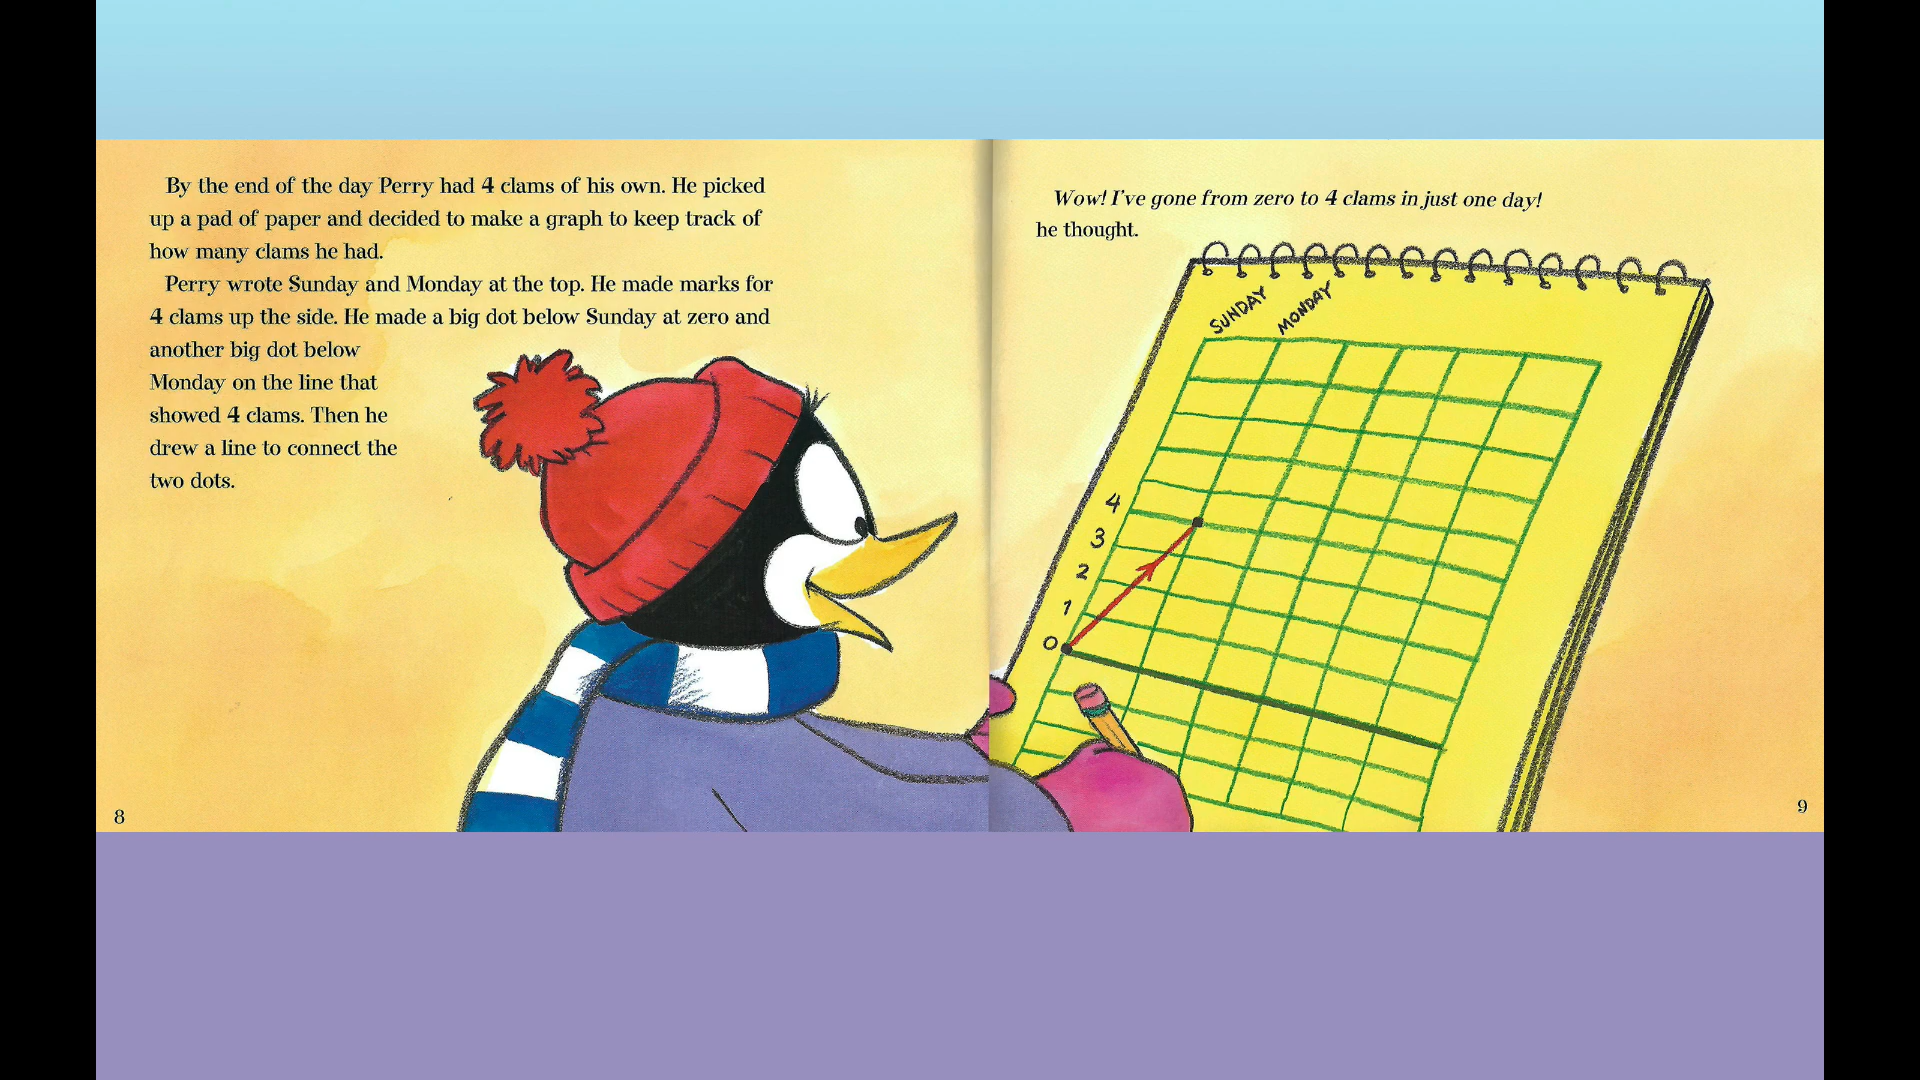 By the end of the day Perry had 4 clams of his own. He picked
up a pad of paper and decided to make a graph to keep track of
how many clams he had.
Perry wrote Sunday and Monday at the top. He made marks for
4 clams up the side. He made a big dot below Sunday at zero and
another big dot below
Monday on the line that
showed 4 clams. Then he
drew a line to connect the
two dots.
8
Wow! I've gone from zero to 4 clams in just one day!
he thought.
SUNDAY
MONDAY
4
3
2
1
0
9